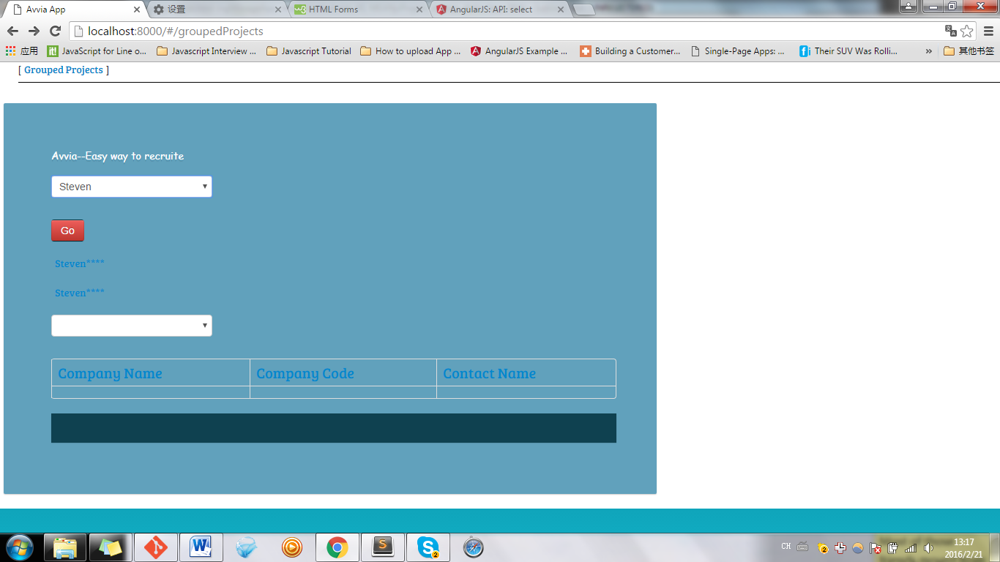 Avvia App
设置
HTML Forms
AngularJS: API: select
localhost:8000/#/groupedProjects
应用
JavaScript for Line o...
Javascript Interview ...
Javascript Tutorial
How to upload App ...
AngularJS Example ...
Building a Customer...
Single-Page Apps: ...
Their SUV Was Rolli...
»
其他书签
[ Grouped Projects ]
Avvia--Easy way to recruite
Steven
Go
Steven****
Steven****
Company Name Company Code Contact Name
CH
13:17
2016/2/21